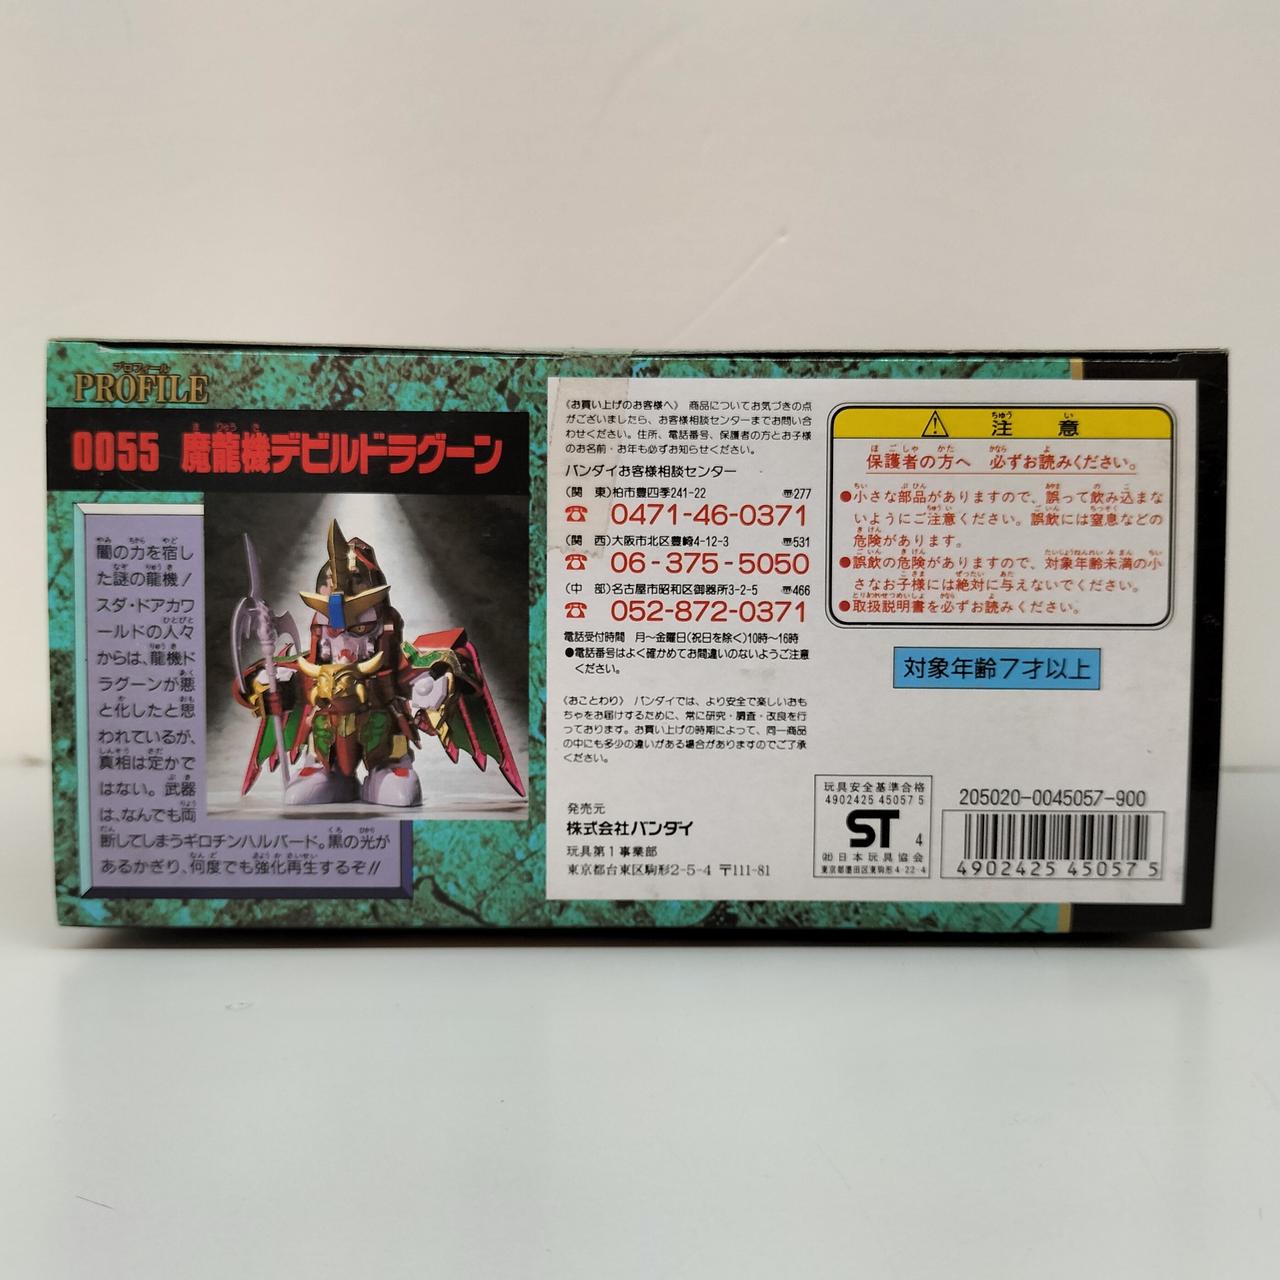 プロフィール
PROFILE
0055 魔龍機デビルドラグーン
闇の力を宿し
た謎の龍機！
スダ・ドアカワ
ールドの人々
からは、龍機ド
ラグーンが悪
と化したと思
われているが、
真相は定かで
はない。武器
は、なんでも両
断してしまうギロチンハルバード。黒の光が
あるかぎり、何度でも強化再生するぞ!!
《お買い上げのお客様へ》 商品についてお気づきの点
がございましたら、お客様相談センターまでお問い合
わせください。住所、電話番号、保護者の方とお子様
のお名前・お年も必ずお知らせください。
バンダイお客様相談センター
(関 東)柏市豊四季241-22 〠277
☎ 0471-46-0371
(関 西)大阪市北区豊崎4-12-3 〠531
☎ 06-375-5050
(中 部)名古屋市昭和区御器所3-2-5 〠466
☎ 052-872-0371
電話受付時間 月〜金曜日(祝日を除く)10時〜16時
●電話番号はよく確かめてお間違いのないようご注意
ください。
《おことわり》 バンダイでは、より安全で楽しいおも
ちゃをお届けするために、常に研究・調査・改良を行
っております。お買い上げの時期によって、同一商品
の中にも多少の違いがある場合がありますのでご了承
ください。
発売元
株式会社バンダイ
玩具第1事業部
東京都台東区駒形2-5-4 〒111-81
⚠ 注意
保護者の方へ 必ずお読みください。
●小さな部品がありますので、誤って飲み込まな
いようにご注意ください。誤飲には窒息などの
危険があります。
●誤飲の危険がありますので、対象年齢未満の小
さなお子様には絶対に与えないでください。
●取扱説明書を必ずお読みください。
対象年齢7才以上
玩具安全基準合格
4902425 45057 5
ST 4
㈳日本玩具協会
東京都墨田区東駒形4-22-4
205020-0045057-900
4902425 45057 5